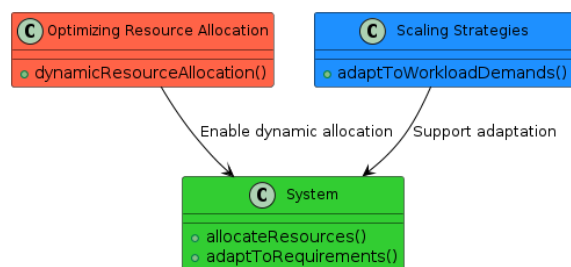 C Optimizing Resource Allocation
dynamicResourceAllocation()
C Scaling Strategies
adaptToWorkloadDemands()
Enable dynamic allocation
Support adaptation
C System
allocateResources()
adaptToRequirements()